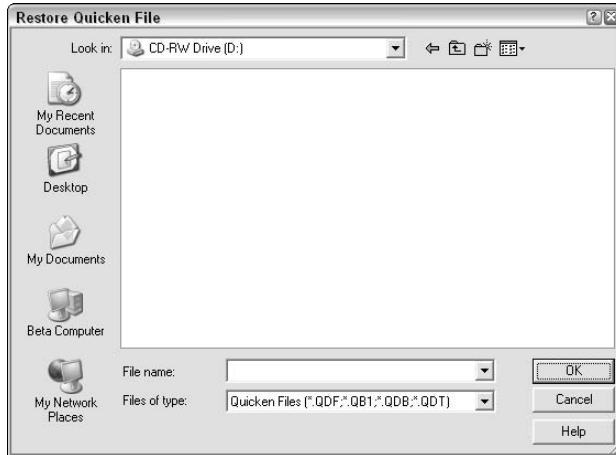 Restore Quicken File
Look in:
CD-RW Drive (D:)
My Recent
Documents
Desktop
My Documents
Beta Computer
My Network
Places
File name:
Files of type:
Quicken Files (*.QDF;*.QB1;*.QDB;*.QDT)
OK
Cancel
Help